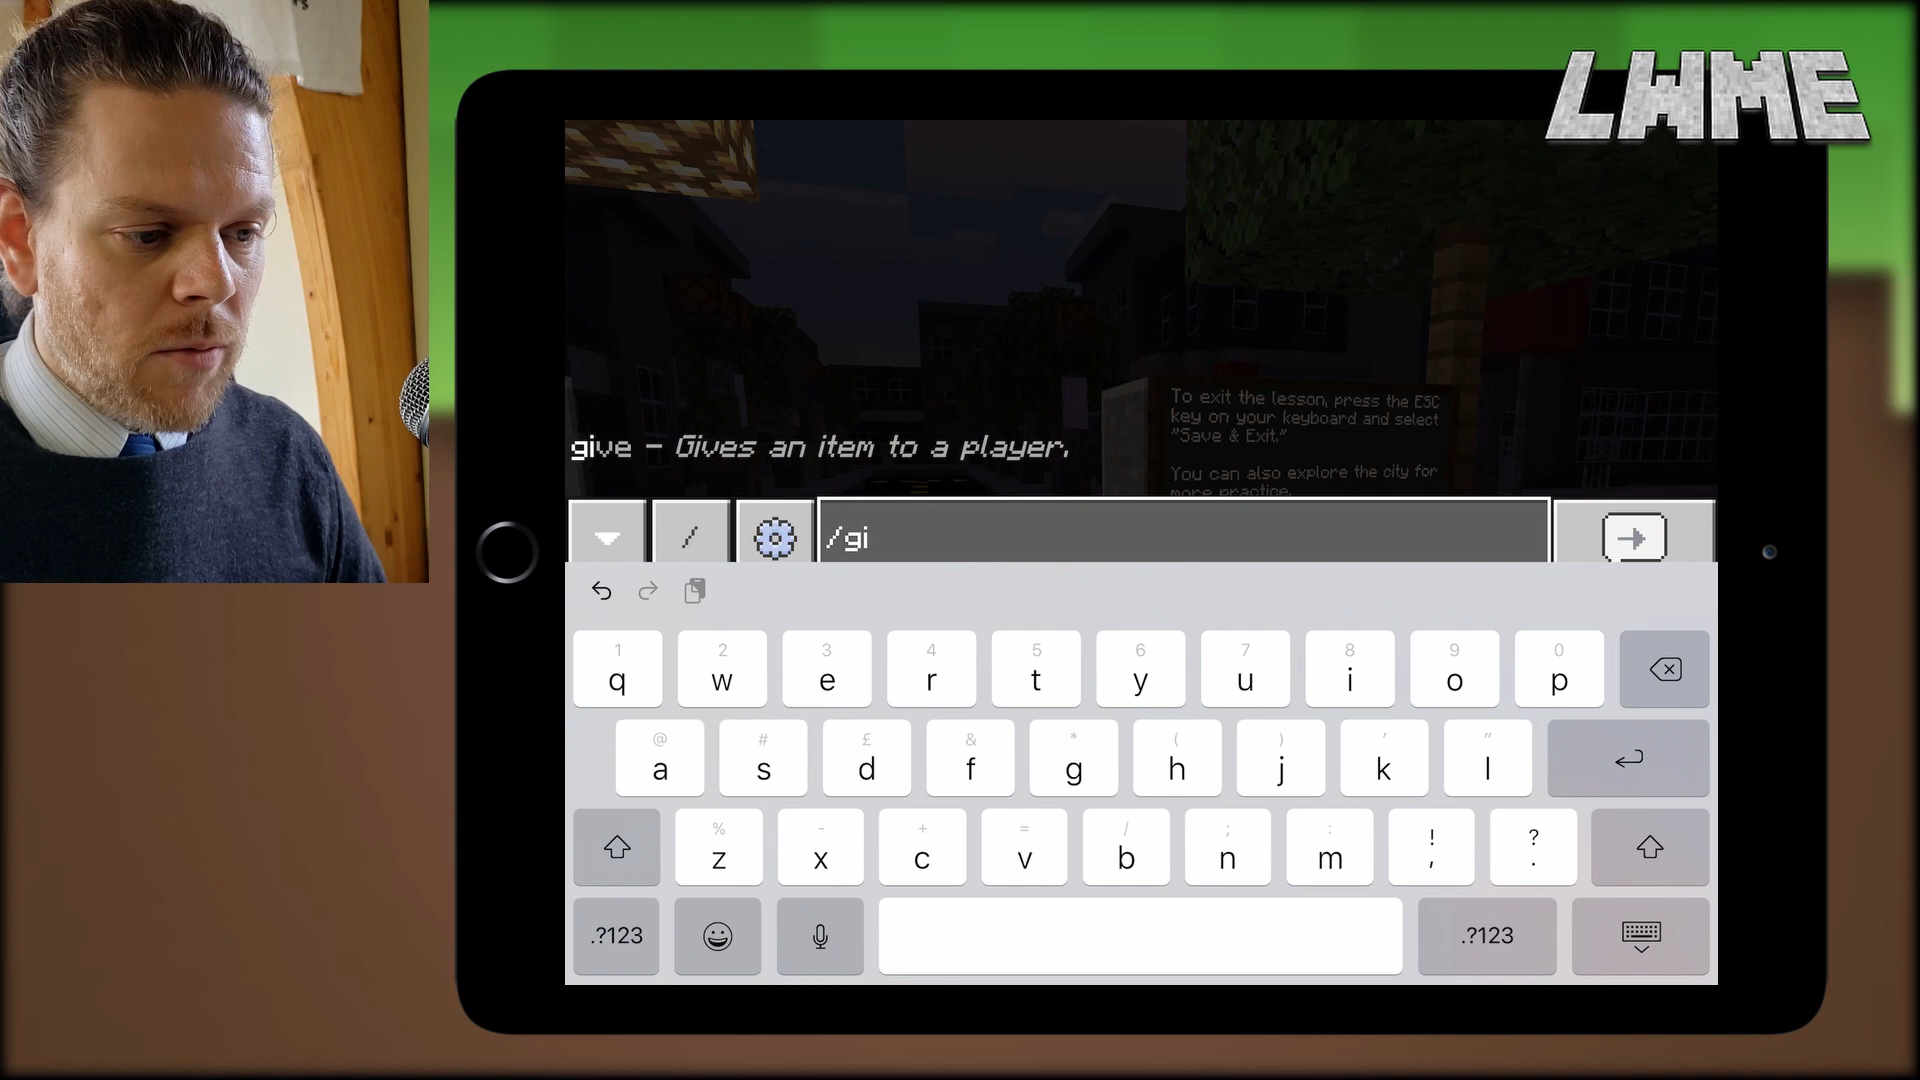 LWME
To exit the lesson, press the ESC
key on your keyboard and select
"Save & Exit."
You can also explore the city for
more practice.
give – Gives an item to a player.
/
/gi
1 2 3 4 5 6 7 8 9 0
q w e r t y u i o p
@ # £ & * ( ) ' "
a s d f g h j k l
% - + = / ; : ! ?
z x c v b n m , .
.?123 .?123